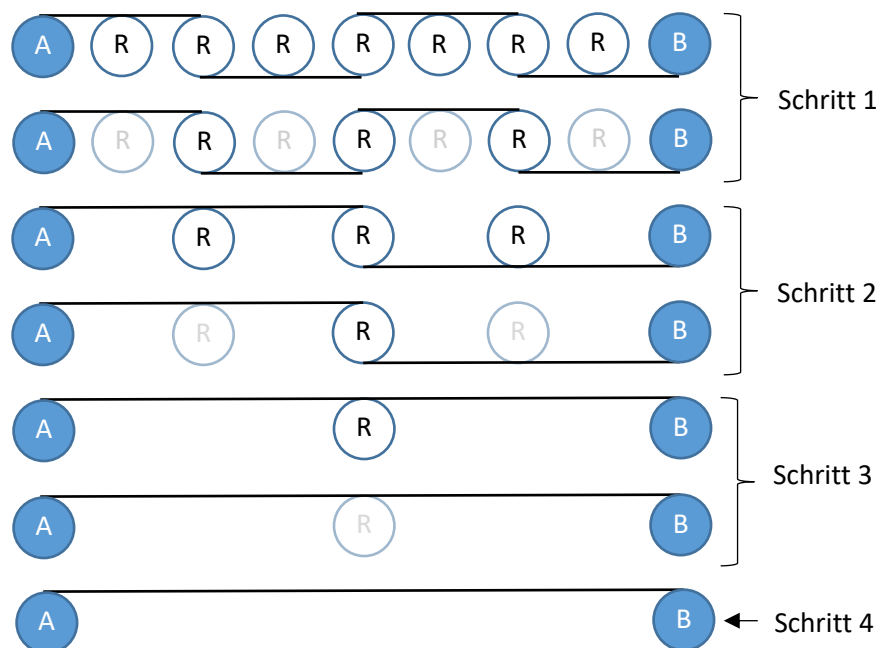 A R R R R R R R B
Schritt 1
A R R R R R R R B
A R R R B
Schritt 2
A R R R B
A R B
Schritt 3
A R B
A B
Schritt 4